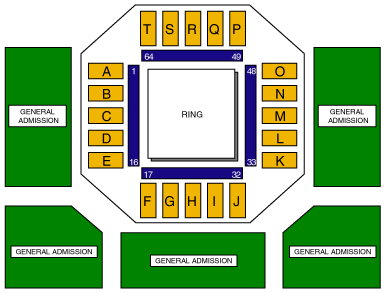 T S R Q P
64 49
A 1 48 O
B N
GENERAL
ADMISSION
C RING M
GENERAL
ADMISSION
D L
E 16 33 K
17 32
F G H I J
GENERAL ADMISSION
GENERAL ADMISSION
GENERAL ADMISSION